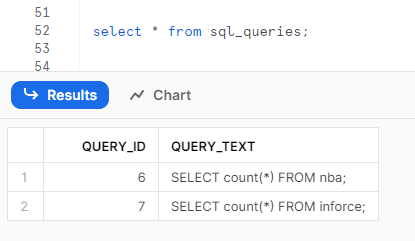 51
52 select * from sql_queries;
53
54
Results Chart
QUERY_ID QUERY_TEXT
1 6 SELECT count(*) FROM nba;
2 7 SELECT count(*) FROM inforce;